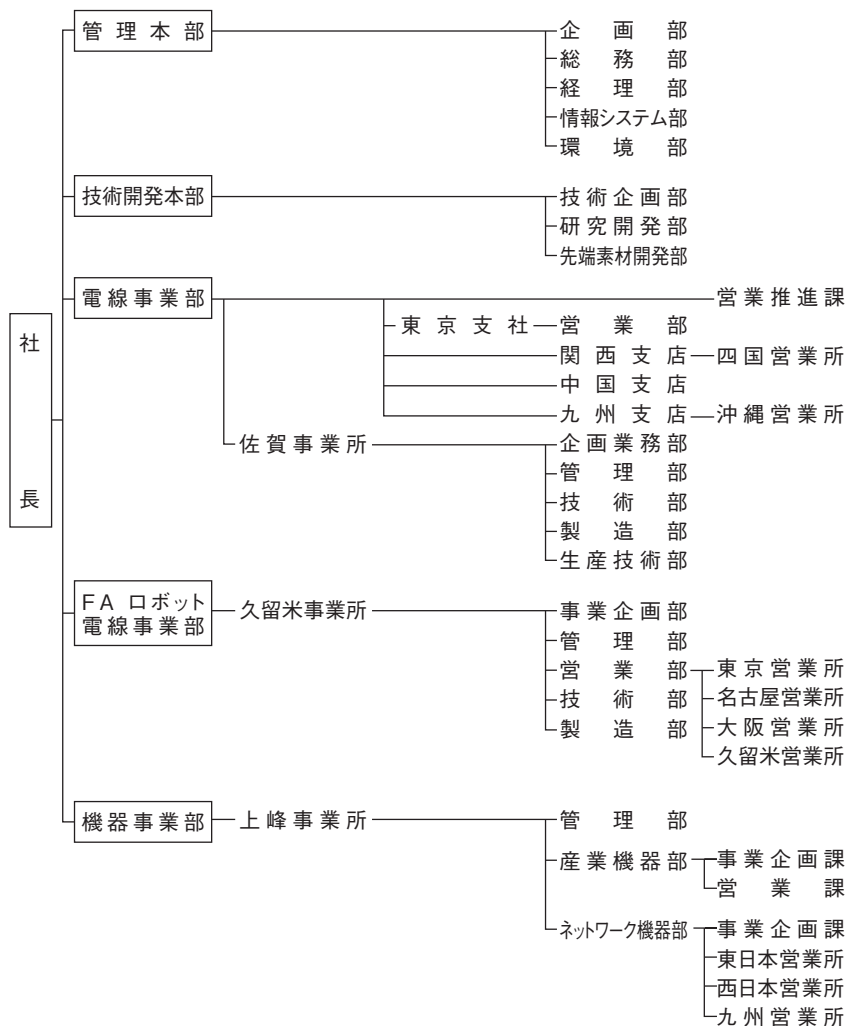 管理本部
企画部
総務部
経理部
情報システム部
環境部
技術開発本部
技術企画部
研究開発部
先端素材開発部
社長
電線事業部
営業推進課
東京支社
営業部
関西支店
四国営業所
中国支店
九州支店
沖縄営業所
佐賀事業所
企画業務部
管理部
技術部
製造部
生産技術部
FAロボット
電線事業部
久留米事業所
事業企画部
管理部
営業部
東京営業所
名古屋営業所
大阪営業所
久留米営業所
技術部
製造部
機器事業部
上峰事業所
管理部
産業機器部
事業企画課
営業課
ネットワーク機器部
事業企画課
東日本営業所
西日本営業所
九州営業所